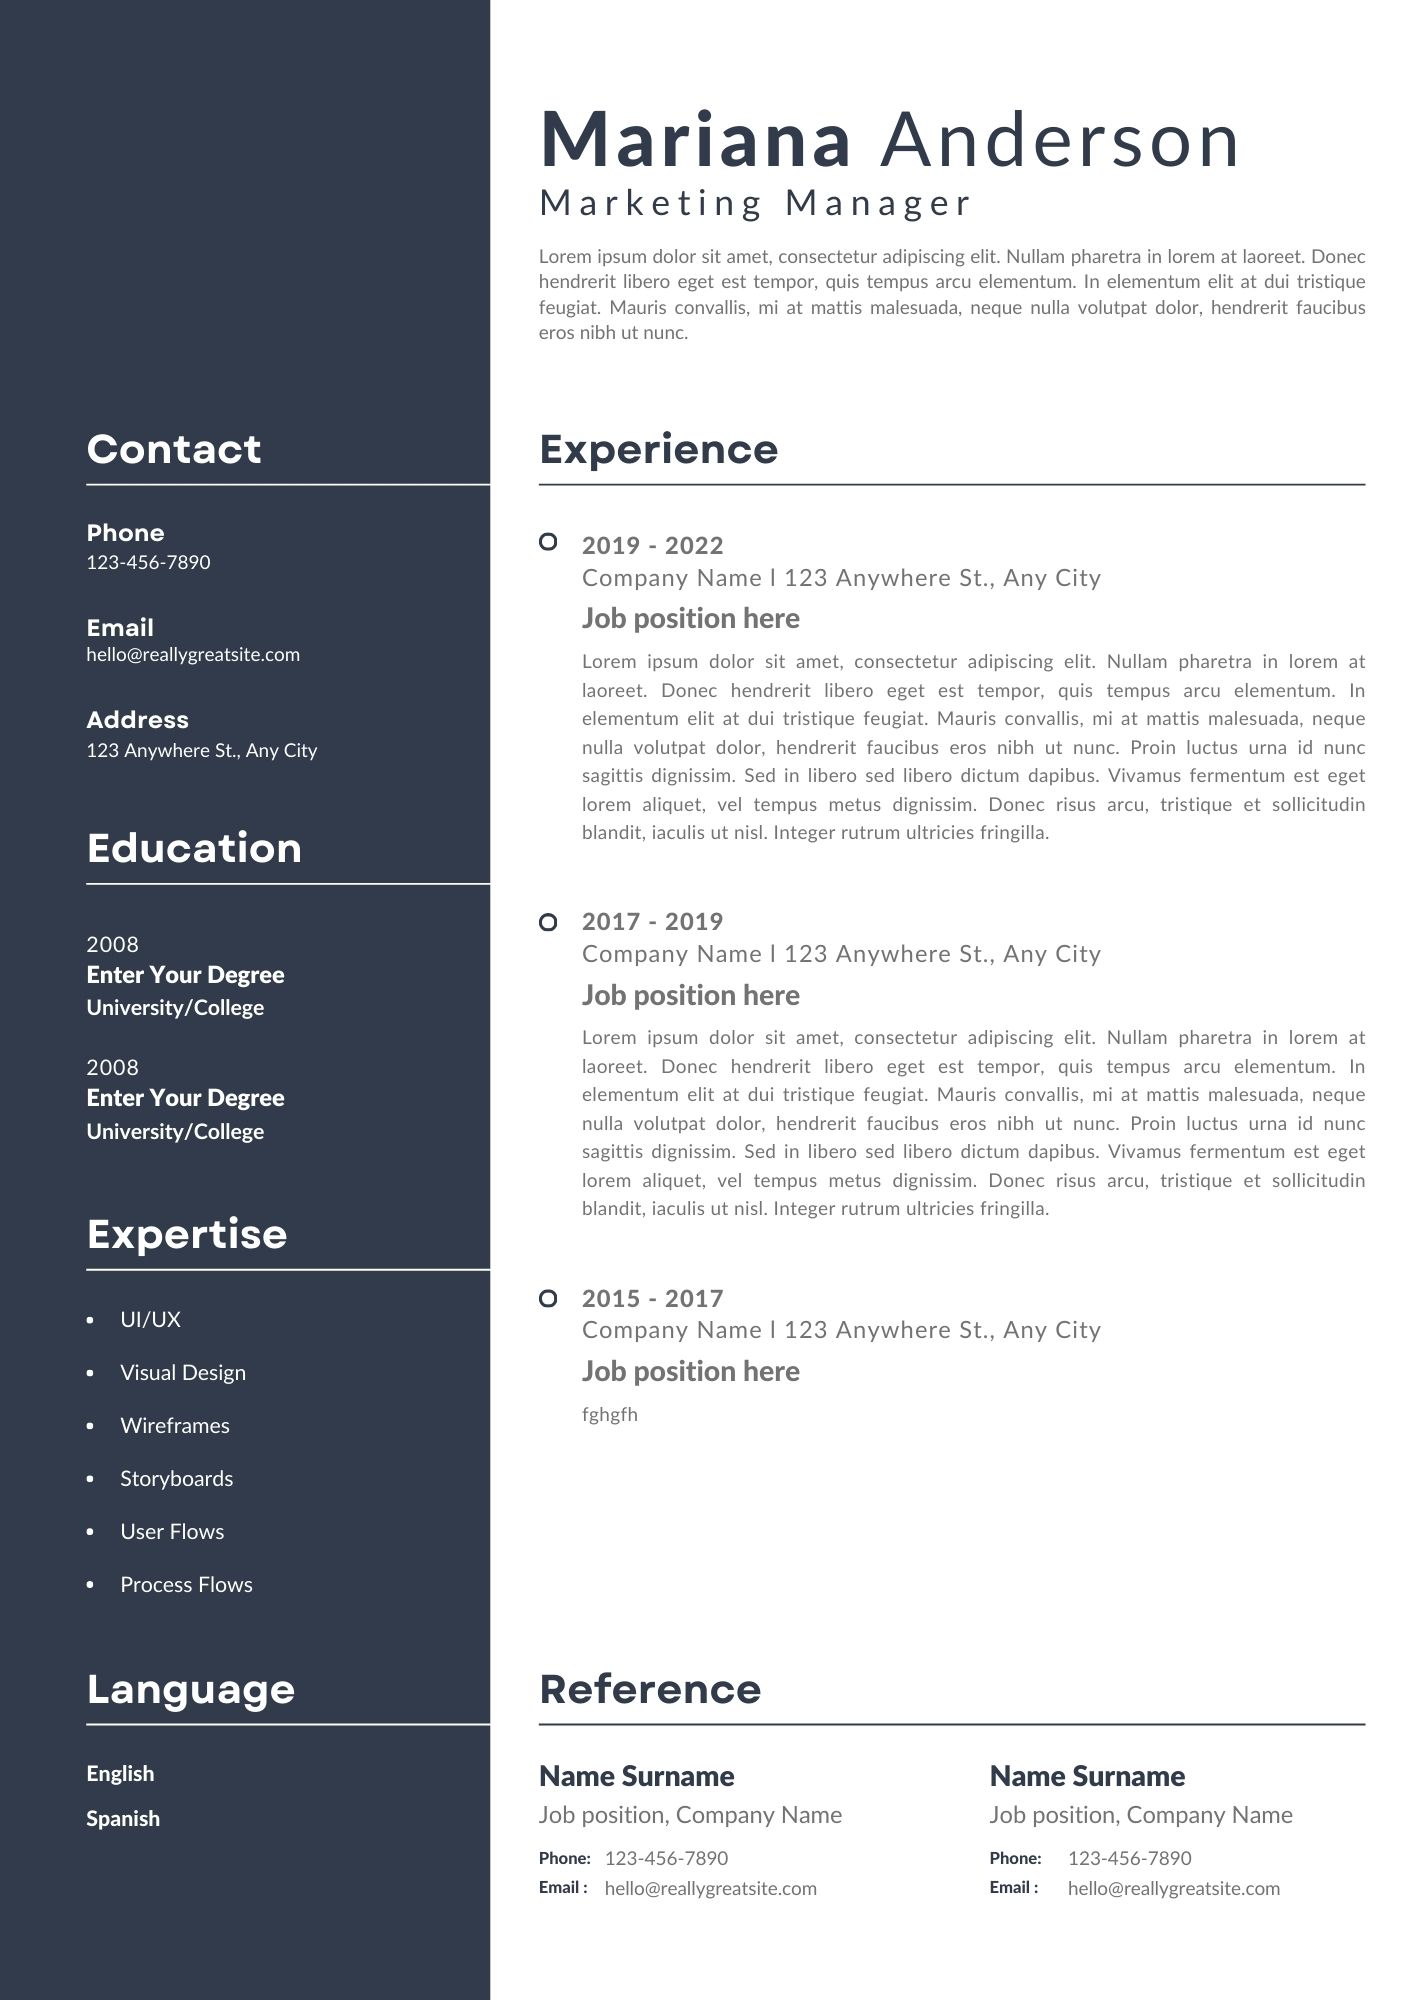 Mariana Anderson
Marketing Manager
Lorem ipsum dolor sit amet, consectetur adipiscing elit. Nullam pharetra in lorem at laoreet. Donec
hendrerit libero eget est tempor, quis tempus arcu elementum. In elementum elit at dui tristique
feugiat. Mauris convallis, mi at mattis malesuada, neque nulla volutpat dolor, hendrerit faucibus
eros nibh ut nunc.
Contact
Phone
123-456-7890
Email
hello@reallygreatsite.com
Address
123 Anywhere St., Any City
Education
2008
Enter Your Degree
University/College
2008
Enter Your Degree
University/College
Expertise
• UI/UX
• Visual Design
• Wireframes
• Storyboards
• User Flows
• Process Flows
Language
English
Spanish
Experience
2019 - 2022
Company Name l 123 Anywhere St., Any City
Job position here
Lorem ipsum dolor sit amet, consectetur adipiscing elit. Nullam pharetra in lorem at
laoreet. Donec hendrerit libero eget est tempor, quis tempus arcu elementum. In
elementum elit at dui tristique feugiat. Mauris convallis, mi at mattis malesuada, neque
nulla volutpat dolor, hendrerit faucibus eros nibh ut nunc. Proin luctus urna id nunc
sagittis dignissim. Sed in libero sed libero dictum dapibus. Vivamus fermentum est eget
lorem aliquet, vel tempus metus dignissim. Donec risus arcu, tristique et sollicitudin
blandit, iaculis ut nisl. Integer rutrum ultricies fringilla.
2017 - 2019
Company Name l 123 Anywhere St., Any City
Job position here
Lorem ipsum dolor sit amet, consectetur adipiscing elit. Nullam pharetra in lorem at
laoreet. Donec hendrerit libero eget est tempor, quis tempus arcu elementum. In
elementum elit at dui tristique feugiat. Mauris convallis, mi at mattis malesuada, neque
nulla volutpat dolor, hendrerit faucibus eros nibh ut nunc. Proin luctus urna id nunc
sagittis dignissim. Sed in libero sed libero dictum dapibus. Vivamus fermentum est eget
lorem aliquet, vel tempus metus dignissim. Donec risus arcu, tristique et sollicitudin
blandit, iaculis ut nisl. Integer rutrum ultricies fringilla.
2015 - 2017
Company Name l 123 Anywhere St., Any City
Job position here
fghgfh
Reference
Name Surname
Job position, Company Name
Phone: 123-456-7890
Email : hello@reallygreatsite.com
Name Surname
Job position, Company Name
Phone: 123-456-7890
Email : hello@reallygreatsite.com